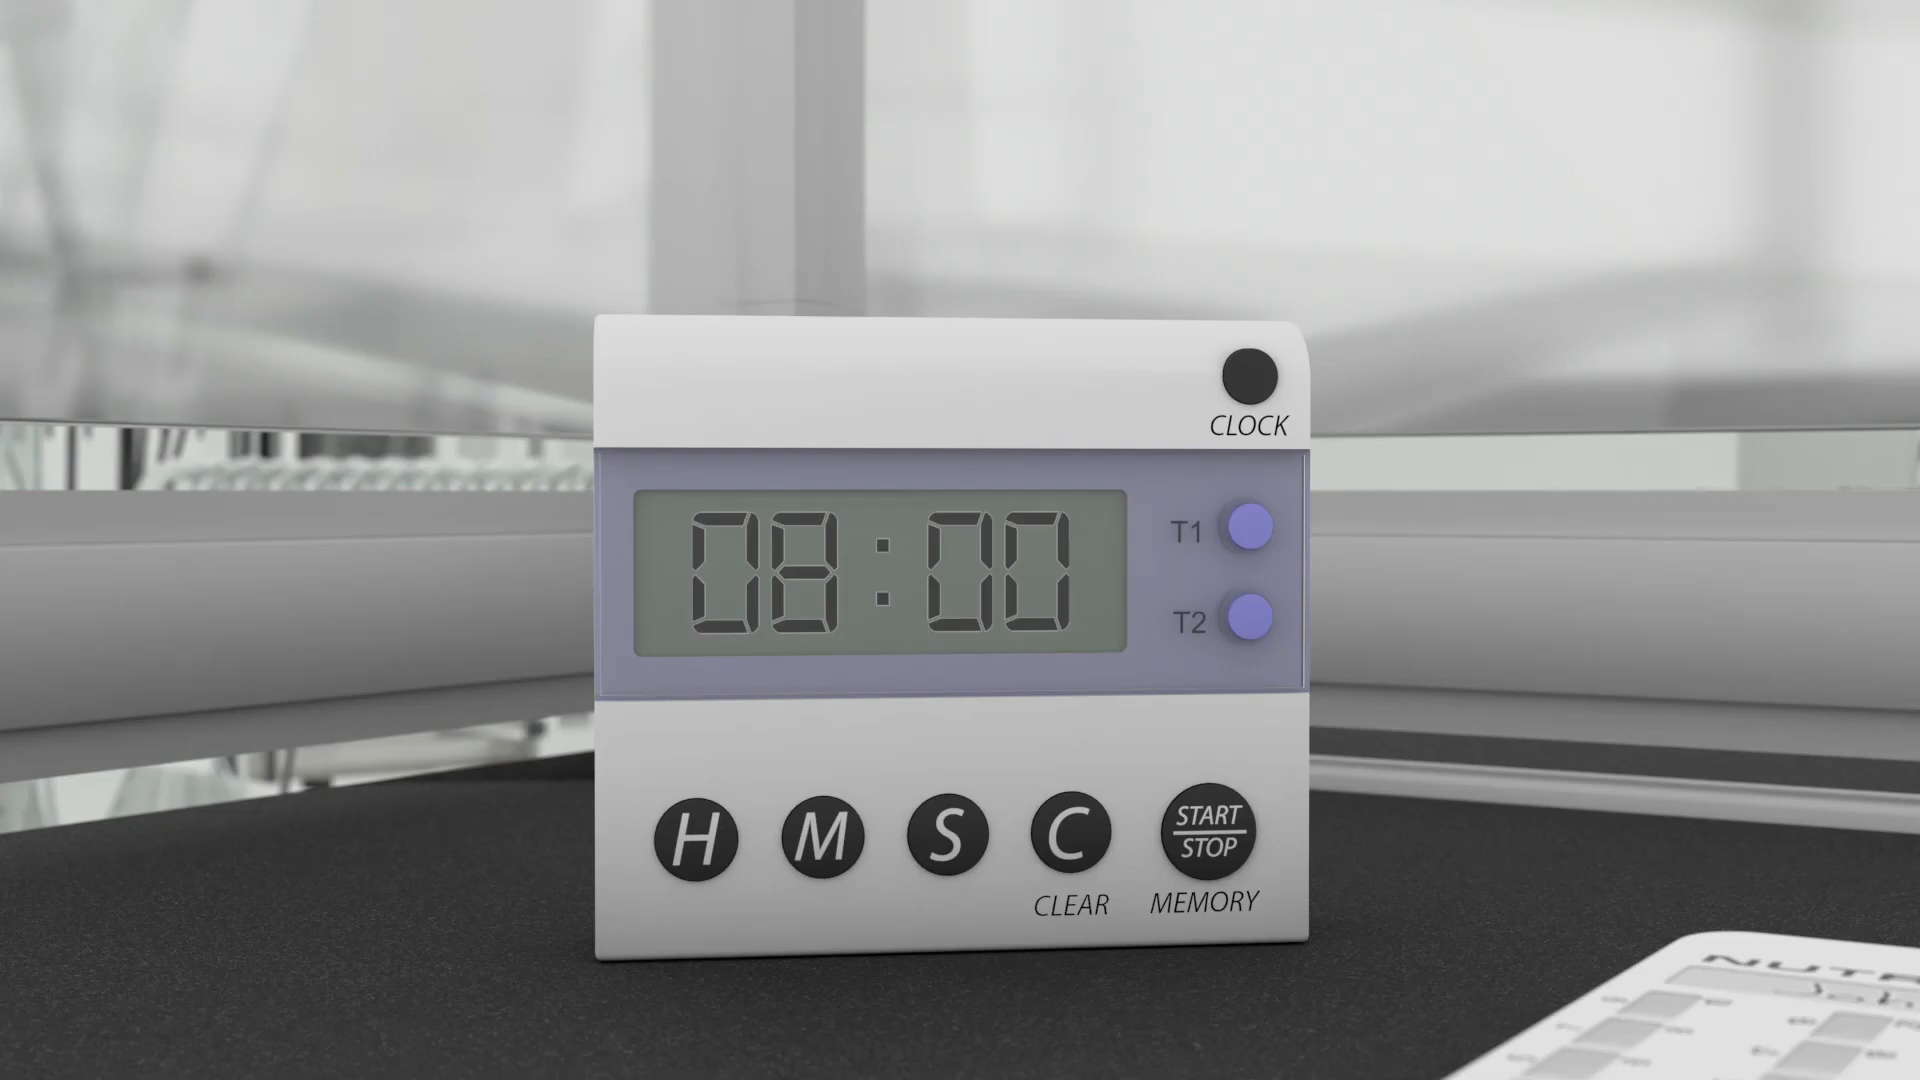 CLOCK
08:00
T1
T2
H M S C START
STOP
CLEAR MEMORY